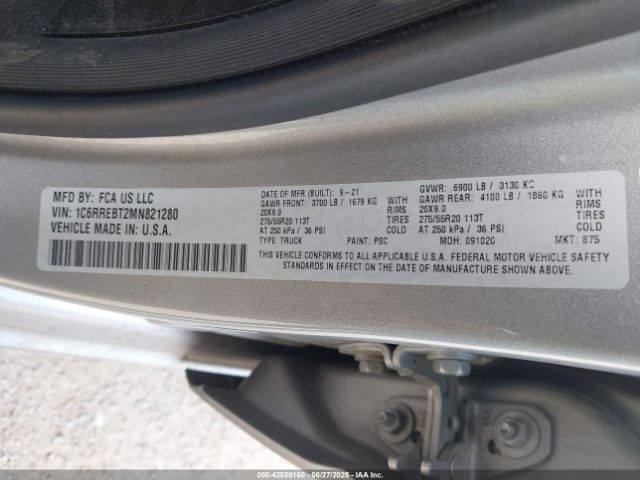 MFD BY: FCA US LLC
VIN: 1C6RREBT2MN821280
VEHICLE MADE IN: U.S.A.
DATE OF MFR (BUILT): 9-21
GAWR FRONT: 3700 LB / 1679 KG
WITH
20X9.0
RIMS
275/55R20 113T
TIRES
AT 250 kPa / 36 PSI
COLD
TYPE: TRUCK
PAINT: PSC
GVWR: 6900 LB / 3130 KG
GAWR REAR: 4100 LB / 1860 KG
WITH
20X9.0
RIMS
275/55R20 113T
TIRES
AT 250 kPa / 36 PSI
COLD
MDH: 091020
MKT: 875
THIS VEHICLE CONFORMS TO ALL APPLICABLE U.S.A. FEDERAL MOTOR VEHICLE SAFETY
STANDARDS IN EFFECT ON THE DATE OF MANUFACTURE SHOWN ABOVE.
000-42558160 - 06/27/2025 - IAAI.com